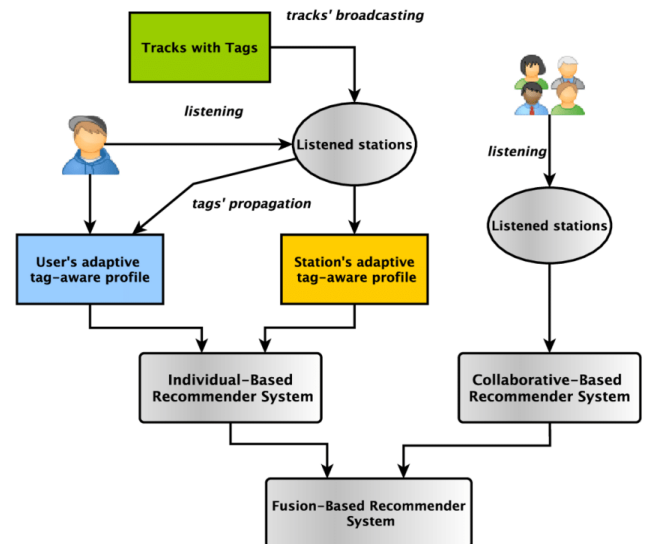 tracks' broadcasting
Tracks with Tags
listening
Listened stations
listening
tags' propagation
Listened stations
User's adaptive
tag-aware profile
Station's adaptive
tag-aware profile
Individual-Based
Recommender System
Collaborative-Based
Recommender System
Fusion-Based Recommender
System